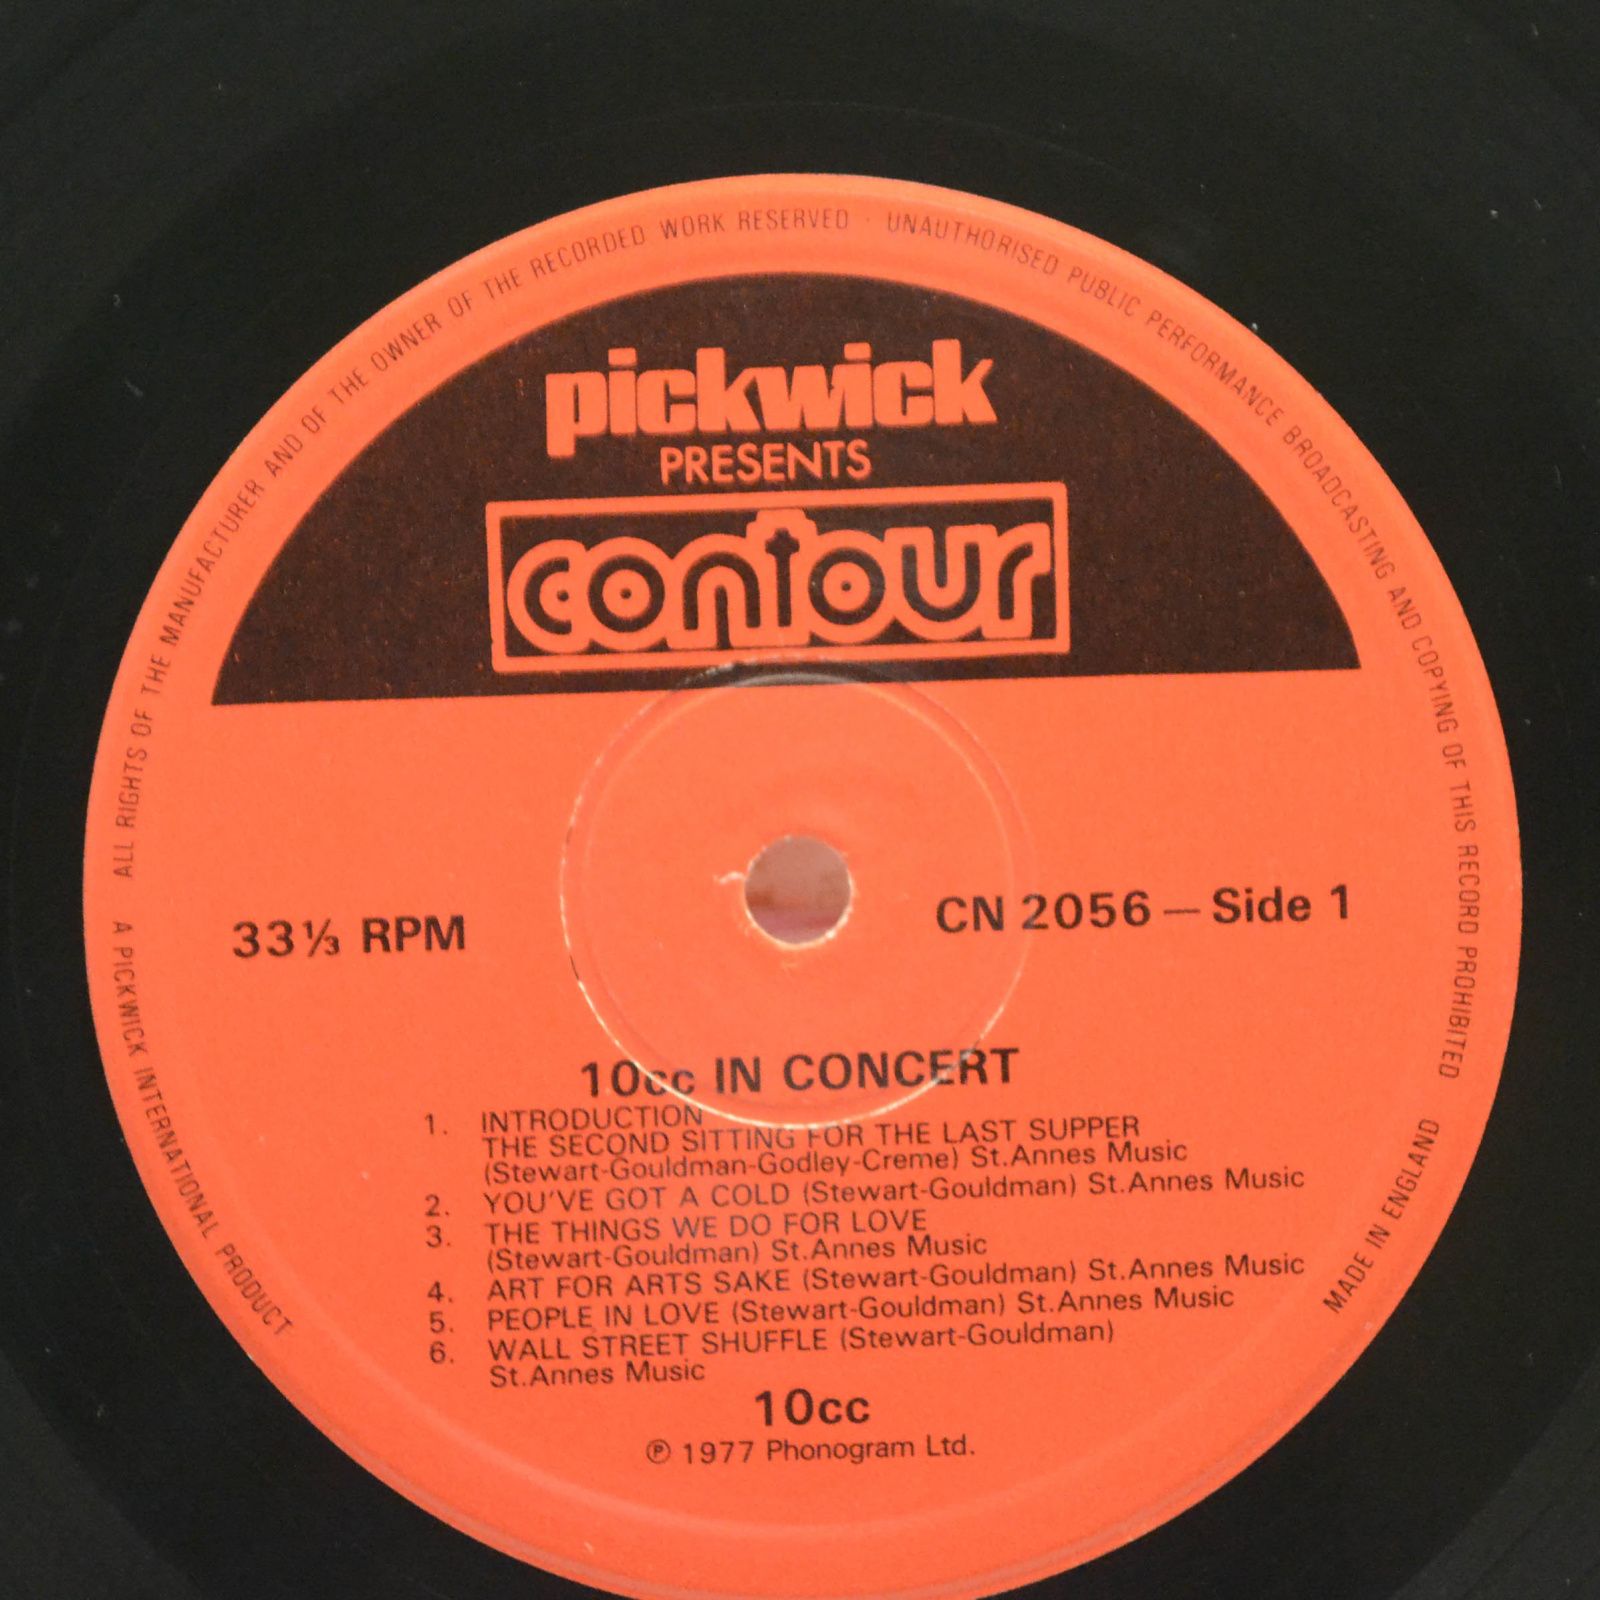 ALL RIGHTS OF THE MANUFACTURER AND OF THE OWNER OF THE RECORDED WORK RESERVED · UNAUTHORISED PUBLIC PERFORMANCE BROADCASTING AND COPYING OF THIS RECORD PROHIBITED
pickwick
PRESENTS
contour
33⅓ RPM
CN 2056 — Side 1
10cc IN CONCERT
1. INTRODUCTION
THE SECOND SITTING FOR THE LAST SUPPER
(Stewart-Gouldman-Godley-Creme) St.Annes Music
2. YOU'VE GOT A COLD (Stewart-Gouldman) St.Annes Music
3. THE THINGS WE DO FOR LOVE
(Stewart-Gouldman) St.Annes Music
4. ART FOR ARTS SAKE (Stewart-Gouldman) St.Annes Music
5. PEOPLE IN LOVE (Stewart-Gouldman) St.Annes Music
6. WALL STREET SHUFFLE (Stewart-Gouldman)
St.Annes Music
10cc
℗ 1977 Phonogram Ltd.
A PICKWICK INTERNATIONAL PRODUCT
MADE IN ENGLAND